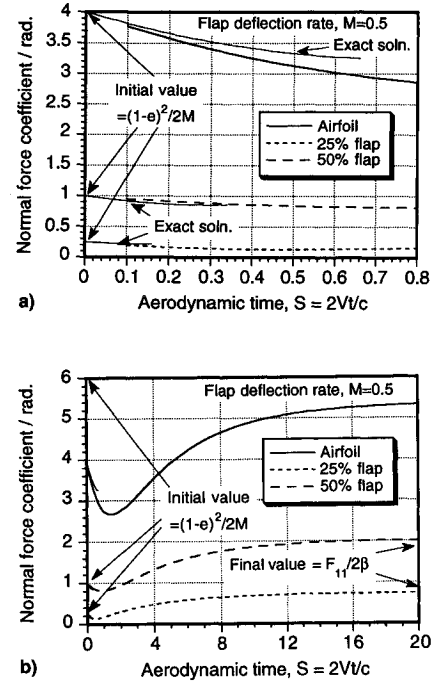 Normal force coefficient / rad.
4
3.5
3
2.5
2
1.5
1
0.5
0
Flap deflection rate, M=0.5
Exact soln.
Initial value
=(1-e)²/2M
Airfoil
25% flap
50% flap
Exact soln.
0 0.1 0.2 0.3 0.4 0.5 0.6 0.7 0.8
a) Aerodynamic time, S = 2Vt/c
Normal force coefficient / rad.
6
5
4
3
2
1
0
Flap deflection rate, M=0.5
Airfoil
25% flap
50% flap
Initial value
=(1-e)²/2M
Final value = F₁₁/2β
0 4 8 12 16 20
b) Aerodynamic time, S = 2Vt/c